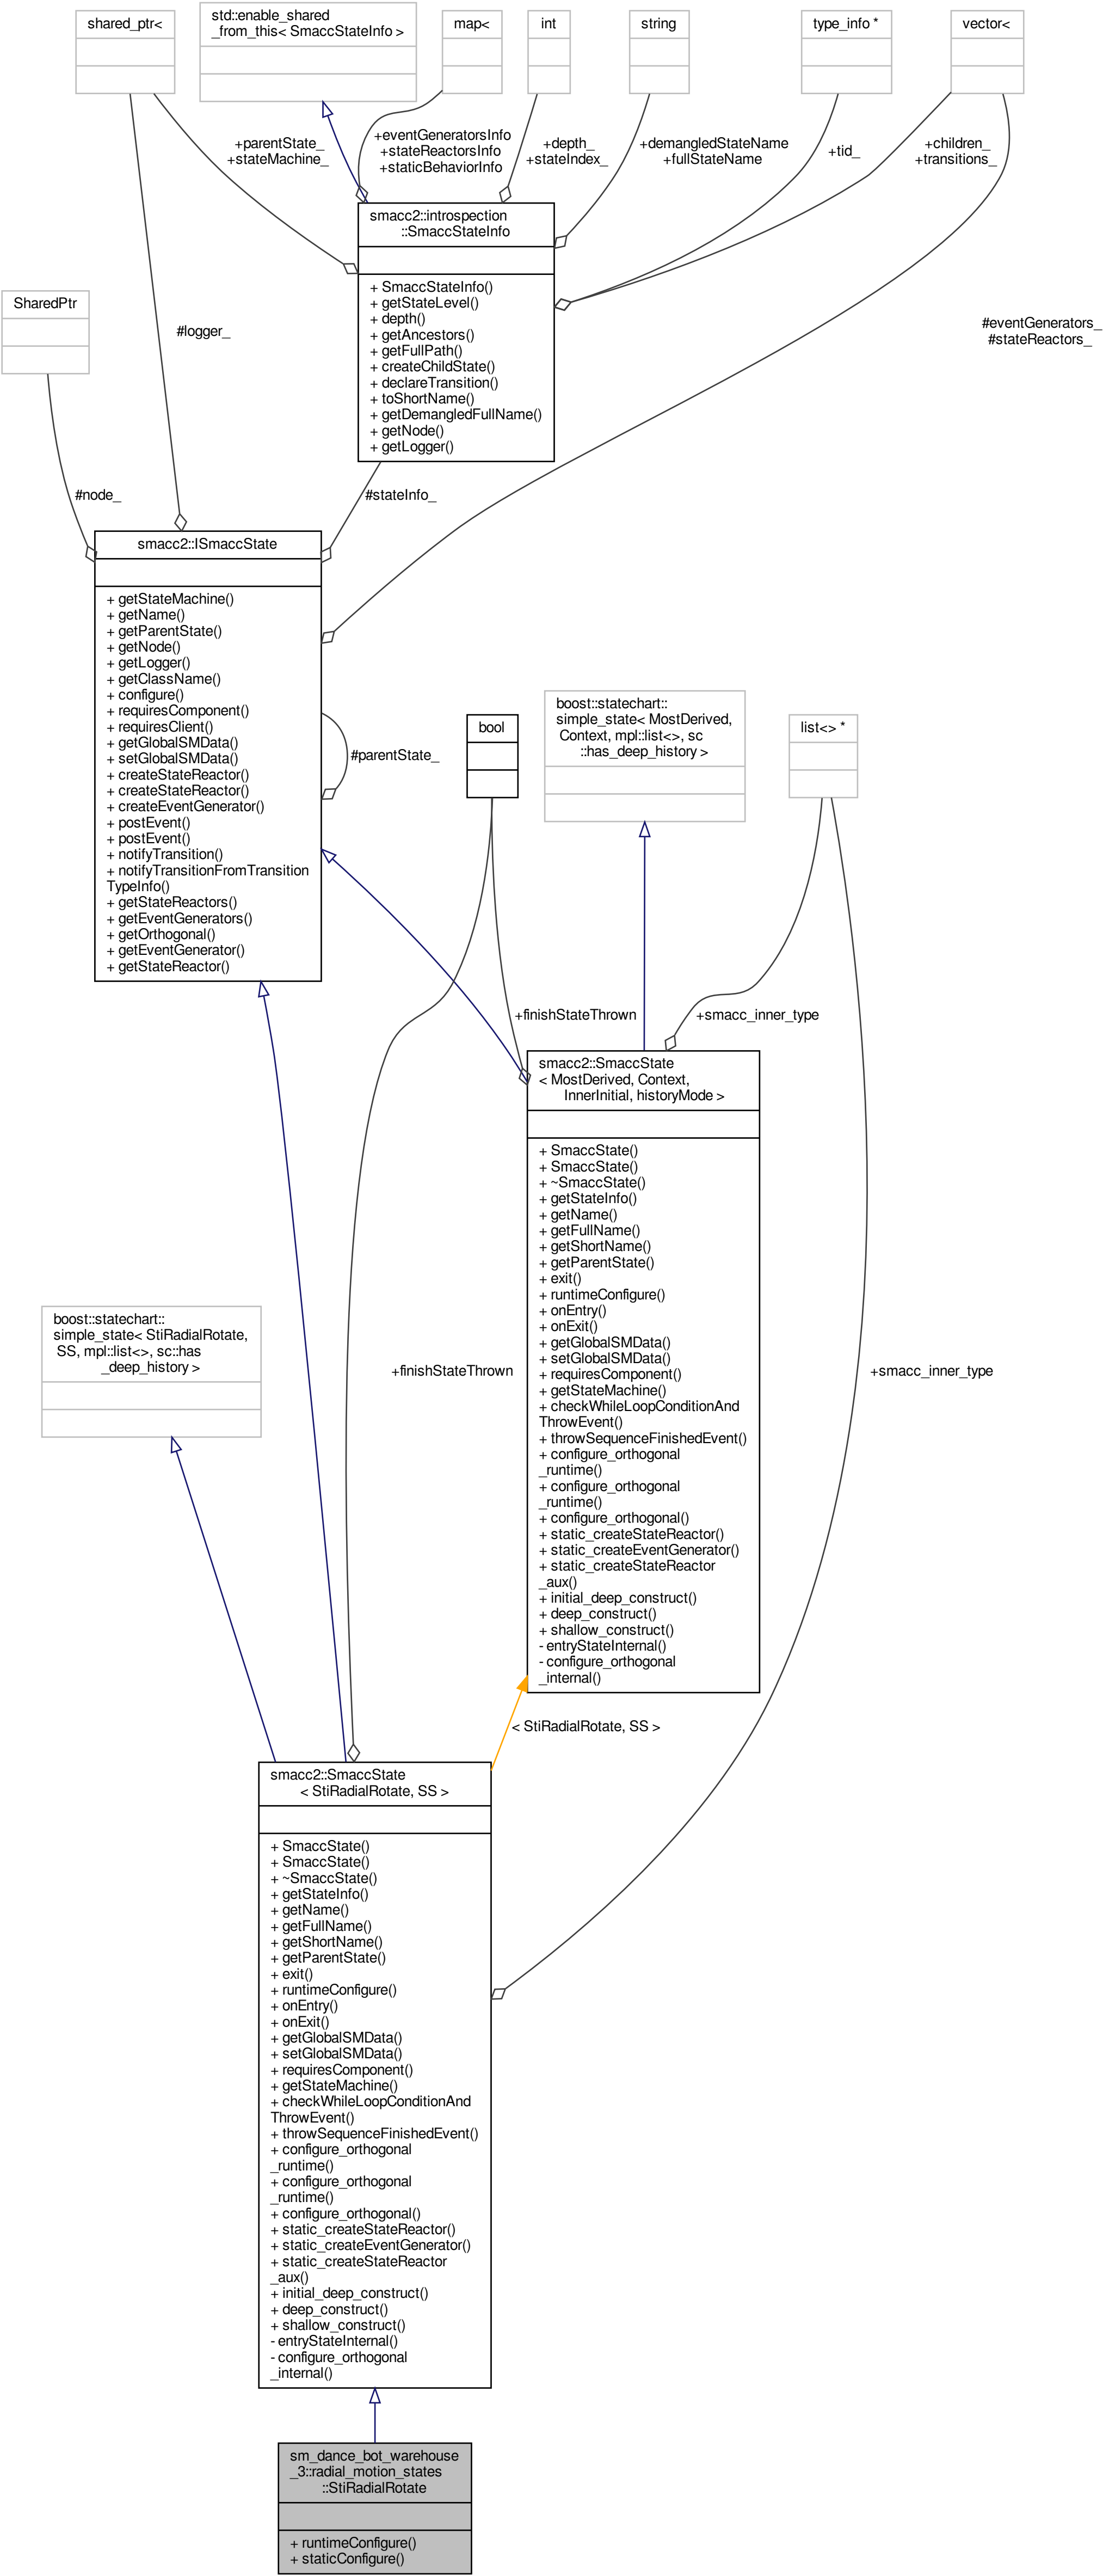 shared_ptr<
std::enable_shared
_from_this< SmaccStateInfo >
map<
int
string
type_info *
vector<
+parentState_
+stateMachine_
+eventGeneratorsInfo
+stateReactorsInfo
+staticBehaviorInfo
+depth_
+stateIndex_
+demangledStateName
+fullStateName
+tid_
+children_
+transitions_
smacc2::introspection
::SmaccStateInfo
+ SmaccStateInfo()
+ getStateLevel()
+ depth()
+ getAncestors()
+ getFullPath()
+ createChildState()
+ declareTransition()
+ toShortName()
+ getDemangledFullName()
+ getNode()
+ getLogger()
SharedPtr
#logger_
#eventGenerators_
#stateReactors_
#node_
#stateInfo_
smacc2::ISmaccState
+ getStateMachine()
+ getName()
+ getParentState()
+ getNode()
+ getLogger()
+ getClassName()
+ configure()
+ requiresComponent()
+ requiresClient()
+ getGlobalSMData()
+ setGlobalSMData()
+ createStateReactor()
+ createStateReactor()
+ createEventGenerator()
+ postEvent()
+ postEvent()
+ notifyTransition()
+ notifyTransitionFromTransition
TypeInfo()
+ getStateReactors()
+ getEventGenerators()
+ getOrthogonal()
+ getEventGenerator()
+ getStateReactor()
#parentState_
bool
boost::statechart::
simple_state< MostDerived,
Context, mpl::list<>, sc
::has_deep_history >
list<> *
+finishStateThrown
+smacc_inner_type
smacc2::SmaccState
< MostDerived, Context,
InnerInitial, historyMode >
+ SmaccState()
+ SmaccState()
+ ~SmaccState()
+ getStateInfo()
+ getName()
+ getFullName()
+ getShortName()
+ getParentState()
+ exit()
+ runtimeConfigure()
+ onEntry()
+ onExit()
+ getGlobalSMData()
+ setGlobalSMData()
+ requiresComponent()
+ getStateMachine()
+ checkWhileLoopConditionAnd
ThrowEvent()
+ throwSequenceFinishedEvent()
+ configure_orthogonal
_runtime()
+ configure_orthogonal
_runtime()
+ configure_orthogonal()
+ static_createStateReactor()
+ static_createEventGenerator()
+ static_createStateReactor
_aux()
+ initial_deep_construct()
+ deep_construct()
+ shallow_construct()
- entryStateInternal()
- configure_orthogonal
_internal()
boost::statechart::
simple_state< StiRadialRotate,
SS, mpl::list<>, sc::has
_deep_history >
+finishStateThrown
+smacc_inner_type
< StiRadialRotate, SS >
smacc2::SmaccState
< StiRadialRotate, SS >
+ SmaccState()
+ SmaccState()
+ ~SmaccState()
+ getStateInfo()
+ getName()
+ getFullName()
+ getShortName()
+ getParentState()
+ exit()
+ runtimeConfigure()
+ onEntry()
+ onExit()
+ getGlobalSMData()
+ setGlobalSMData()
+ requiresComponent()
+ getStateMachine()
+ checkWhileLoopConditionAnd
ThrowEvent()
+ throwSequenceFinishedEvent()
+ configure_orthogonal
_runtime()
+ configure_orthogonal
_runtime()
+ configure_orthogonal()
+ static_createStateReactor()
+ static_createEventGenerator()
+ static_createStateReactor
_aux()
+ initial_deep_construct()
+ deep_construct()
+ shallow_construct()
- entryStateInternal()
- configure_orthogonal
_internal()
sm_dance_bot_warehouse
_3::radial_motion_states
::StiRadialRotate
+ runtimeConfigure()
+ staticConfigure()